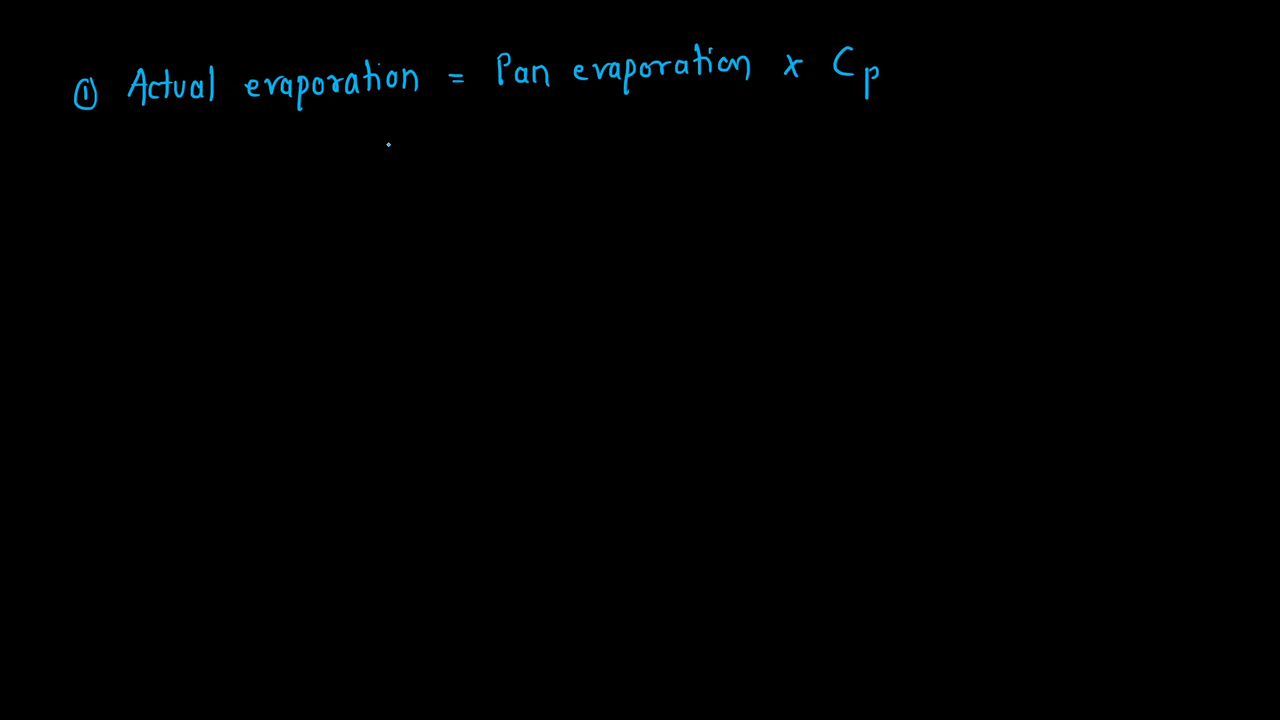 ① Actual evaporation = Pan evaporation x Cp